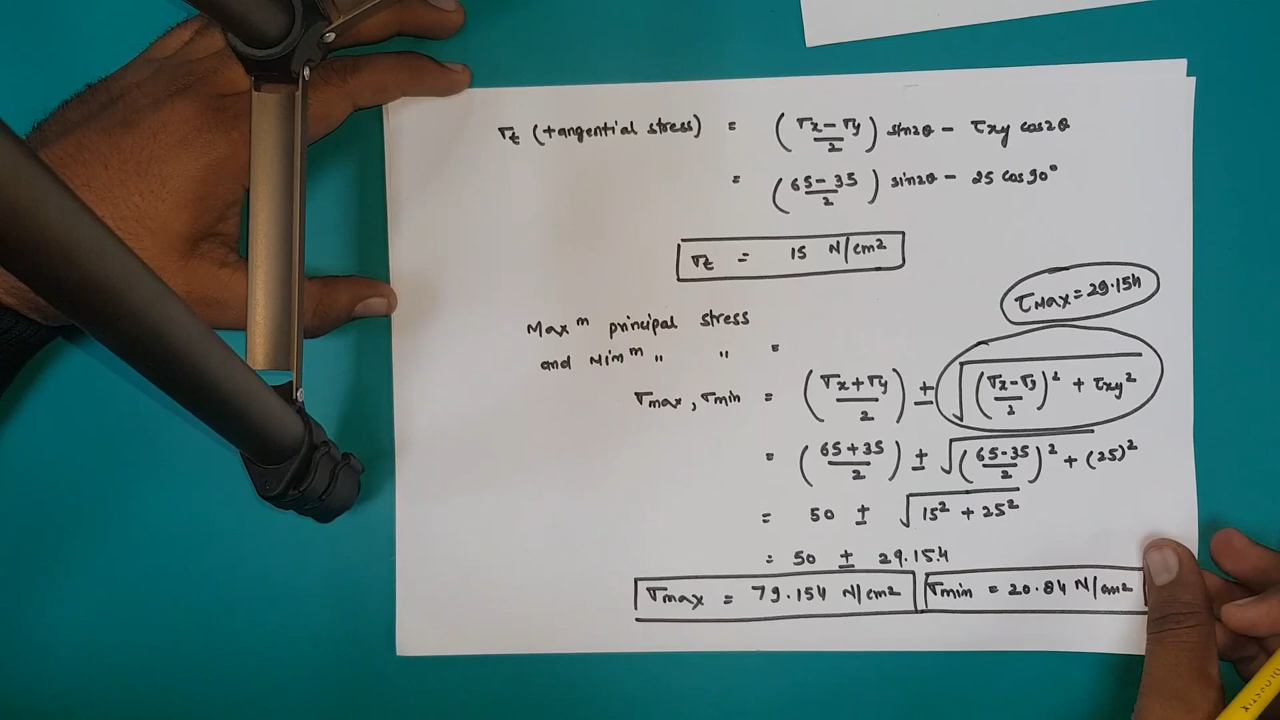 σt (tangential stress) = ((σx − σy)/2) sin2θ − τxy cos2θ
= ((65 − 35)/2) sin2θ − 25 cos90°
σt = 15 N/cm²
τMax = 29.154
Maxᵐ principal stress
and Minᵐ " " =
σmax, σmin = ((σx + σy)/2) ± √(((σx − σy)/2)² + τxy²)
= ((65 + 35)/2) ± √(((65 - 35)/2)² + (25)²)
= 50 ± √(15² + 25²)
= 50 ± 29.154
σmax = 79.154 N/cm² σmin = 20.84 N/cm²